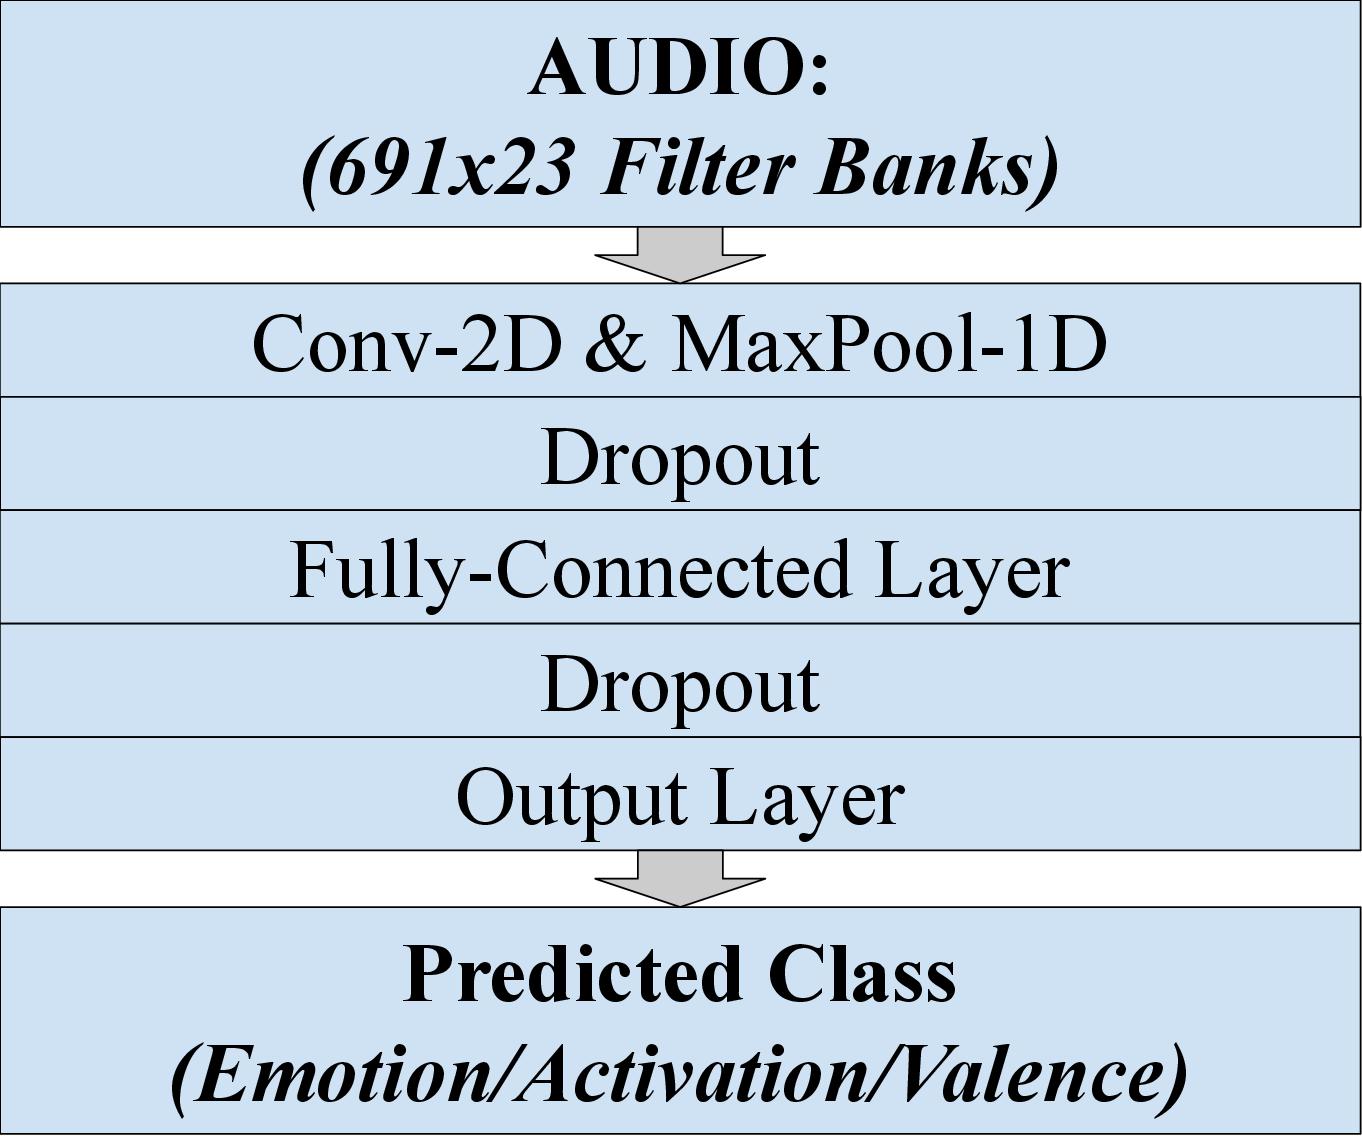 AUDIO:
(691x23 Filter Banks)
Conv-2D & MaxPool-1D
Dropout
Fully-Connected Layer
Dropout
Output Layer
Predicted Class
(Emotion/Activation/Valence)